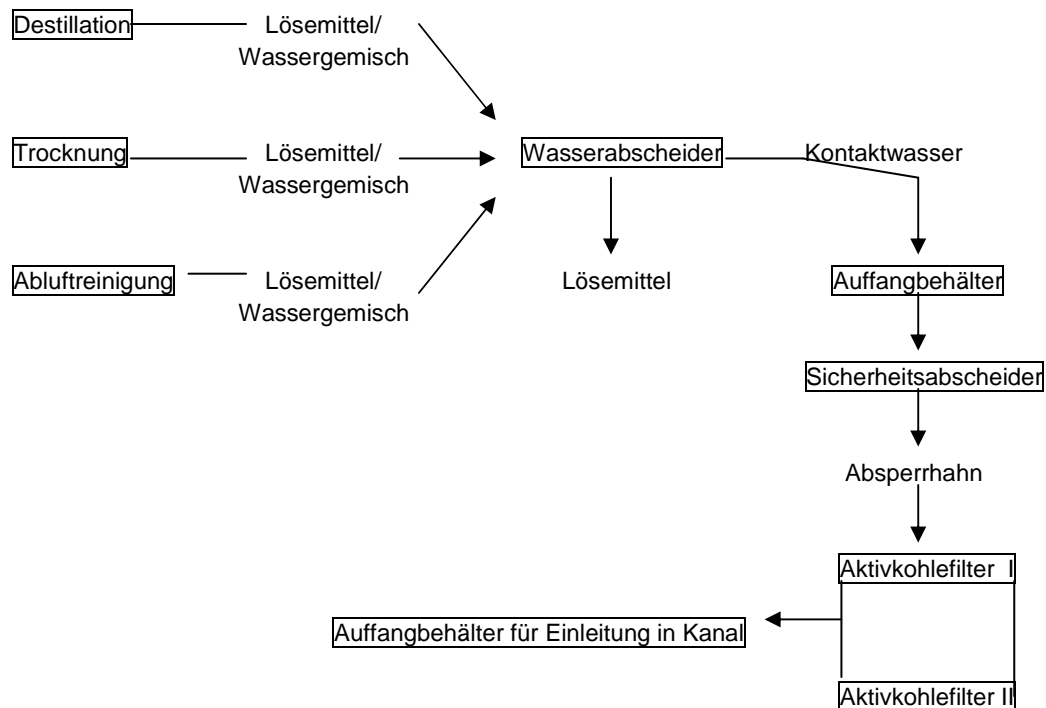 Destillation
Lösemittel/
Wassergemisch
Trocknung
Lösemittel/
Wassergemisch
Wasserabscheider
Kontaktwasser
Abluftreinigung
Lösemittel/
Wassergemisch
Lösemittel
Auffangbehälter
Sicherheitsabscheider
Absperrhahn
Aktivkohlefilter I
Auffangbehälter für Einleitung in Kanal
Aktivkohlefilter II